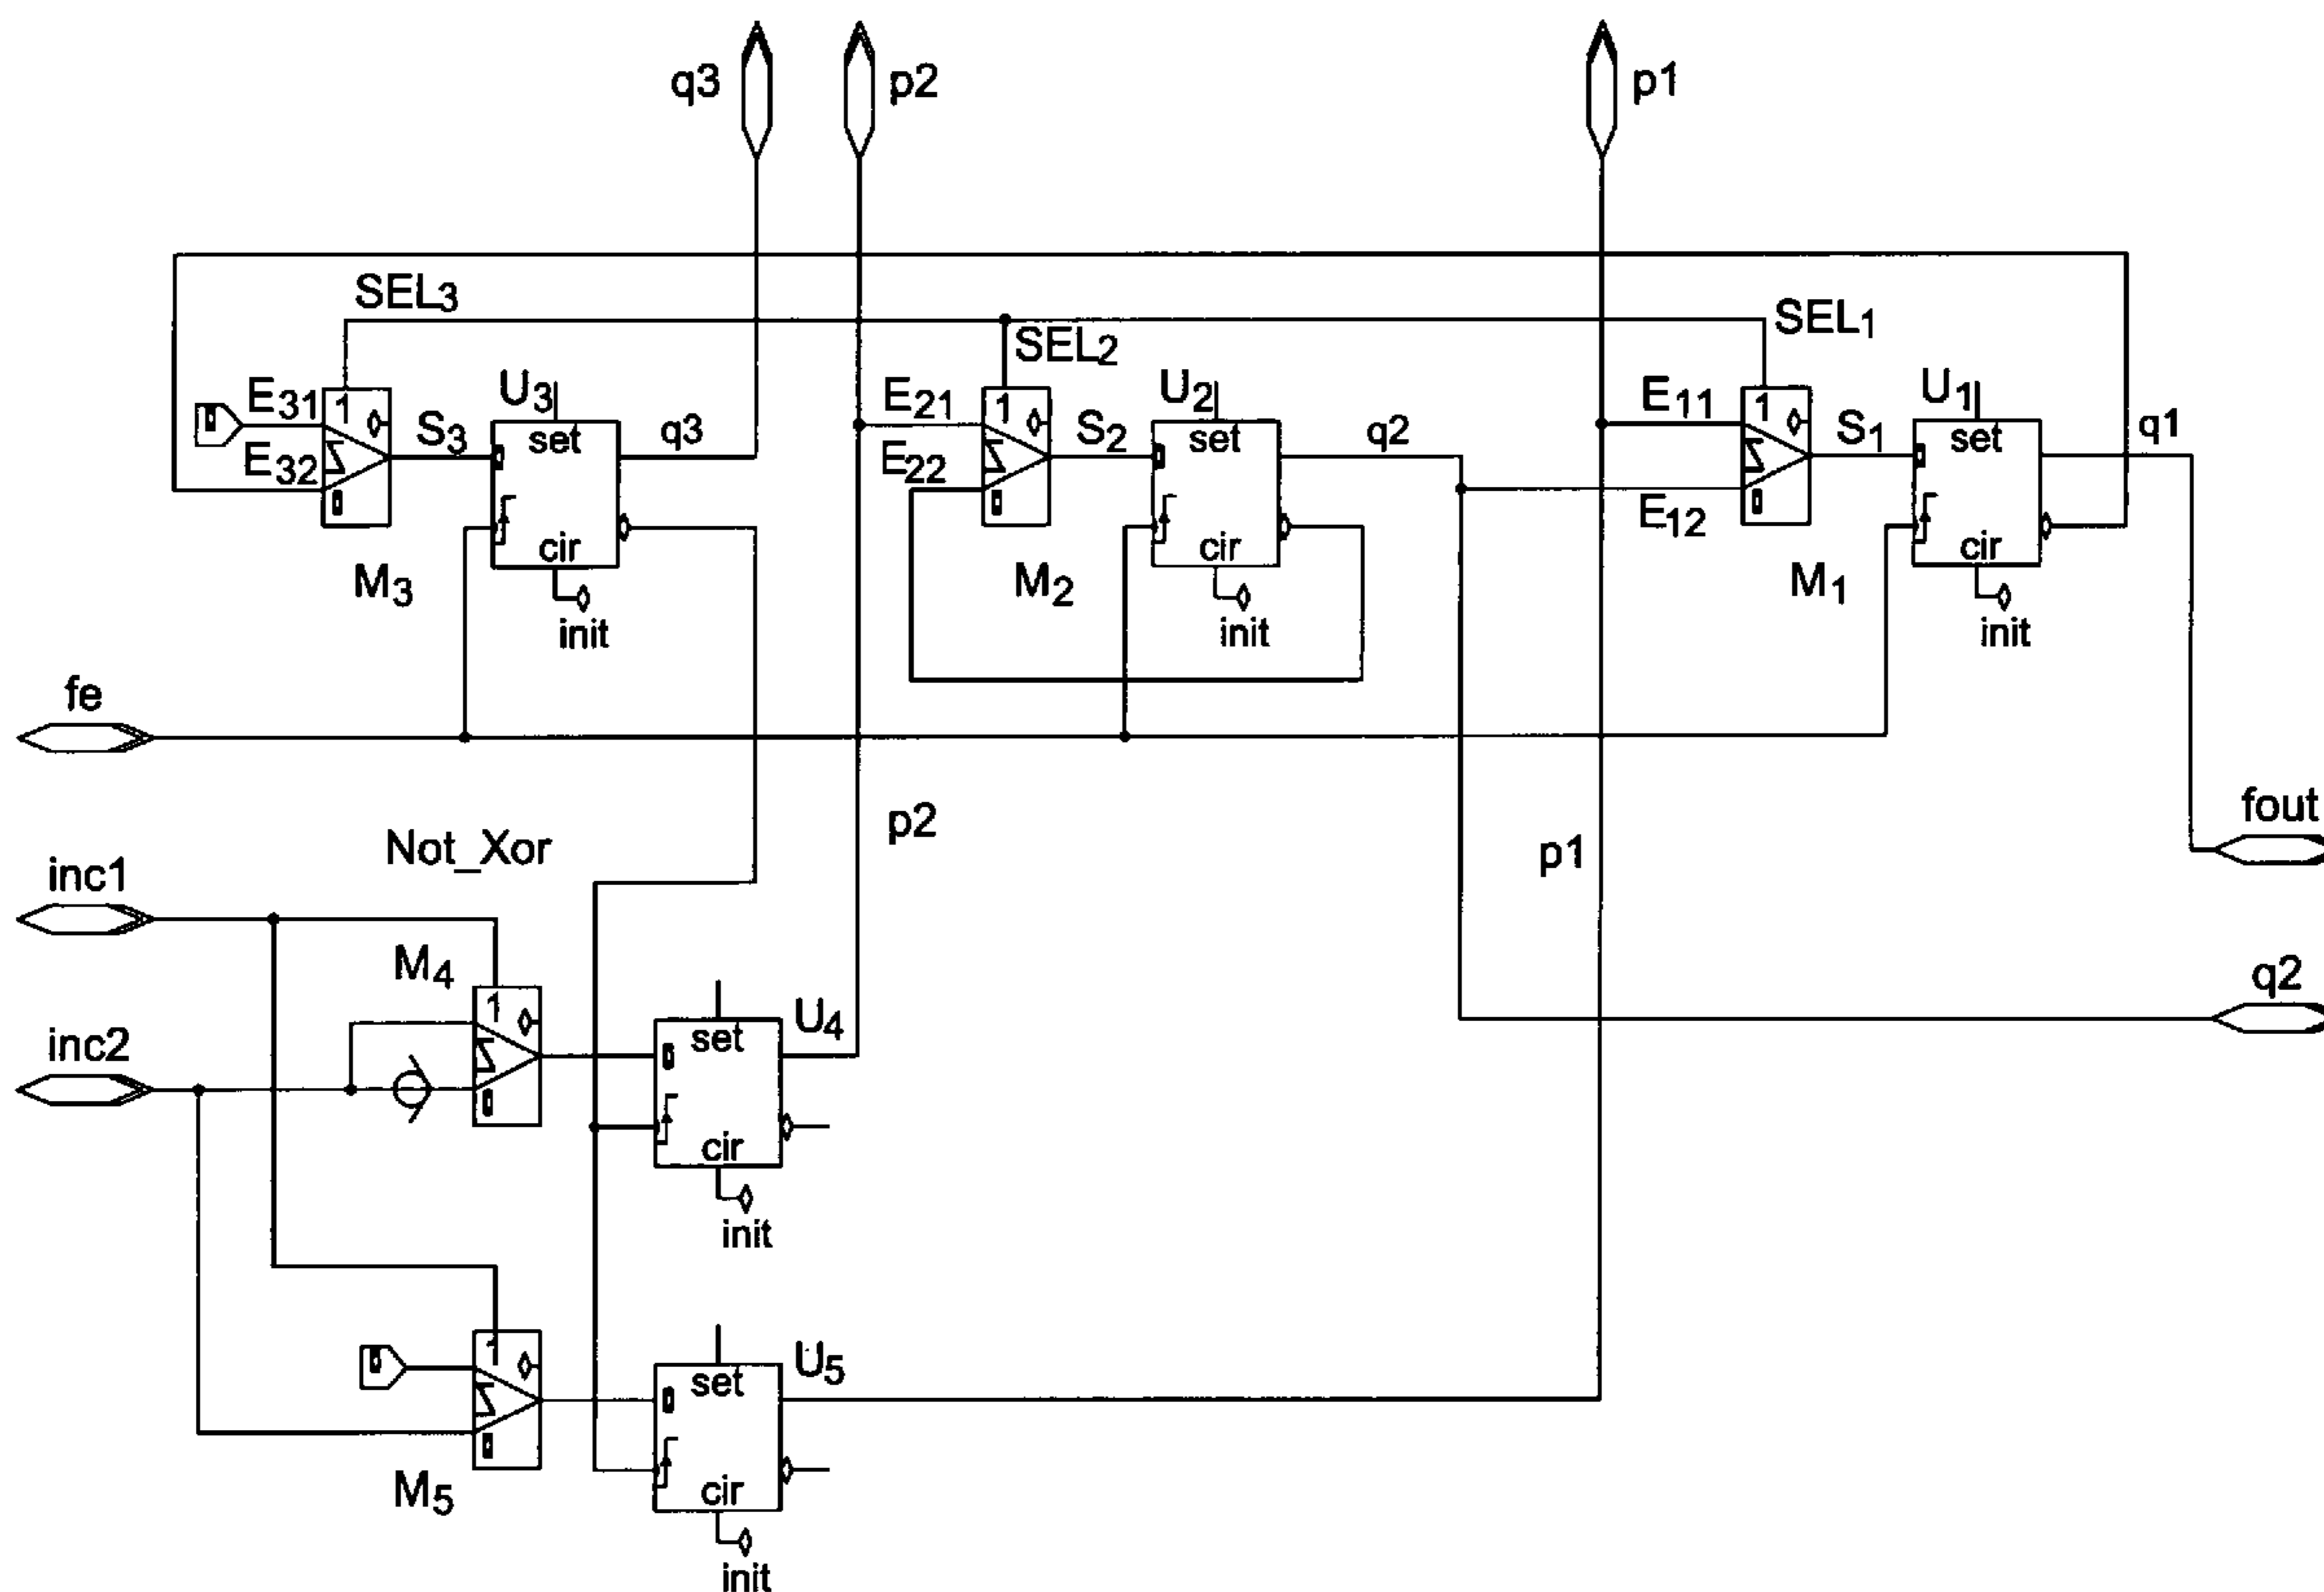 q3
p2
p1
SEL3
SEL2
SEL1
E31
1
E32
S3
U3
set
q3
cir
init
M3
E21
1
E22
S2
U2
set
q2
cir
init
M2
E11
1
E12
S1
U1
set
q1
cir
init
M1
fe
p2
p1
fout
Not_Xor
inc1
M4
1
inc2
U4
set
cir
init
q2
1
M5
U5
set
cir
init